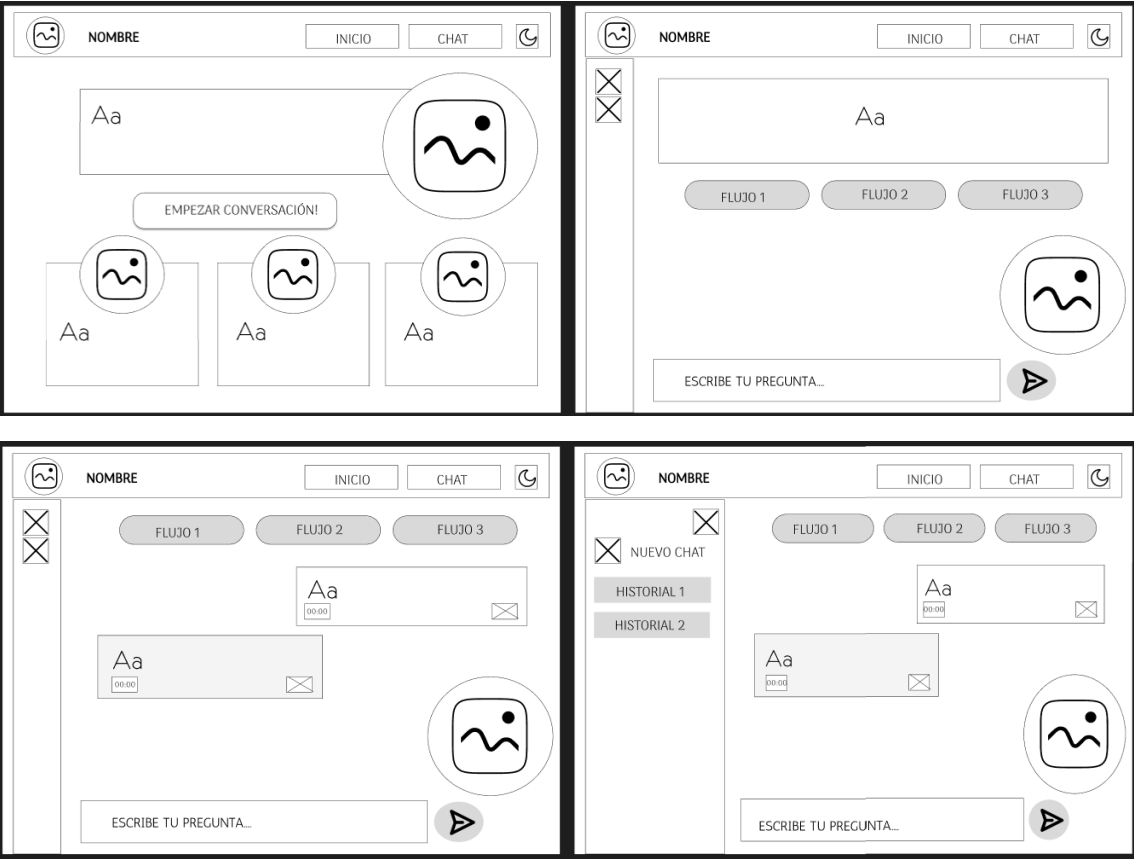 NOMBRE INICIO CHAT
Aa
EMPEZAR CONVERSACIÓN!
Aa Aa Aa
NOMBRE INICIO CHAT
Aa
FLUJO 1 FLUJO 2 FLUJO 3
ESCRIBE TU PREGUNTA...
NOMBRE INICIO CHAT
FLUJO 1 FLUJO 2 FLUJO 3
Aa
00:00
Aa
00:00
ESCRIBE TU PREGUNTA...
NOMBRE INICIO CHAT
NUEVO CHAT
HISTORIAL 1
HISTORIAL 2
FLUJO 1 FLUJO 2 FLUJO 3
Aa
00:00
Aa
00:00
ESCRIBE TU PREGUNTA...